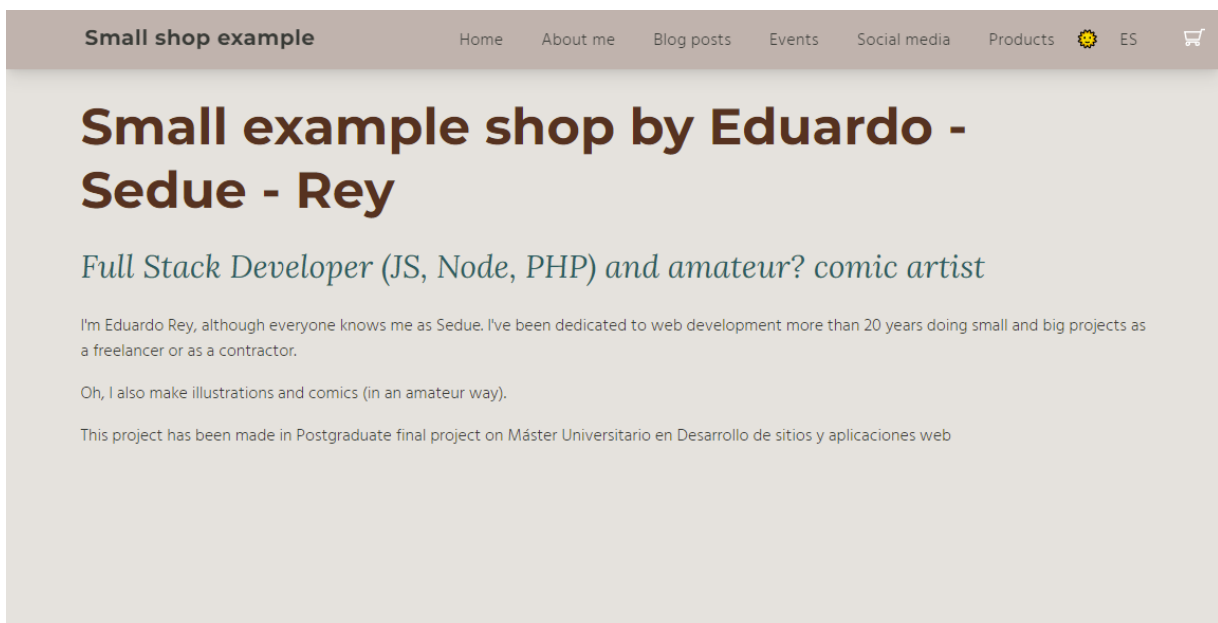 Small shop example Home About me Blog posts Events Social media Products ES
Small example shop by Eduardo -
Sedue - Rey
Full Stack Developer (JS, Node, PHP) and amateur? comic artist
I'm Eduardo Rey, although everyone knows me as Sedue. I've been dedicated to web development more than 20 years doing small and big projects as
a freelancer or as a contractor.
Oh, I also make illustrations and comics (in an amateur way).
This project has been made in Postgraduate final project on Máster Universitario en Desarrollo de sitios y aplicaciones web